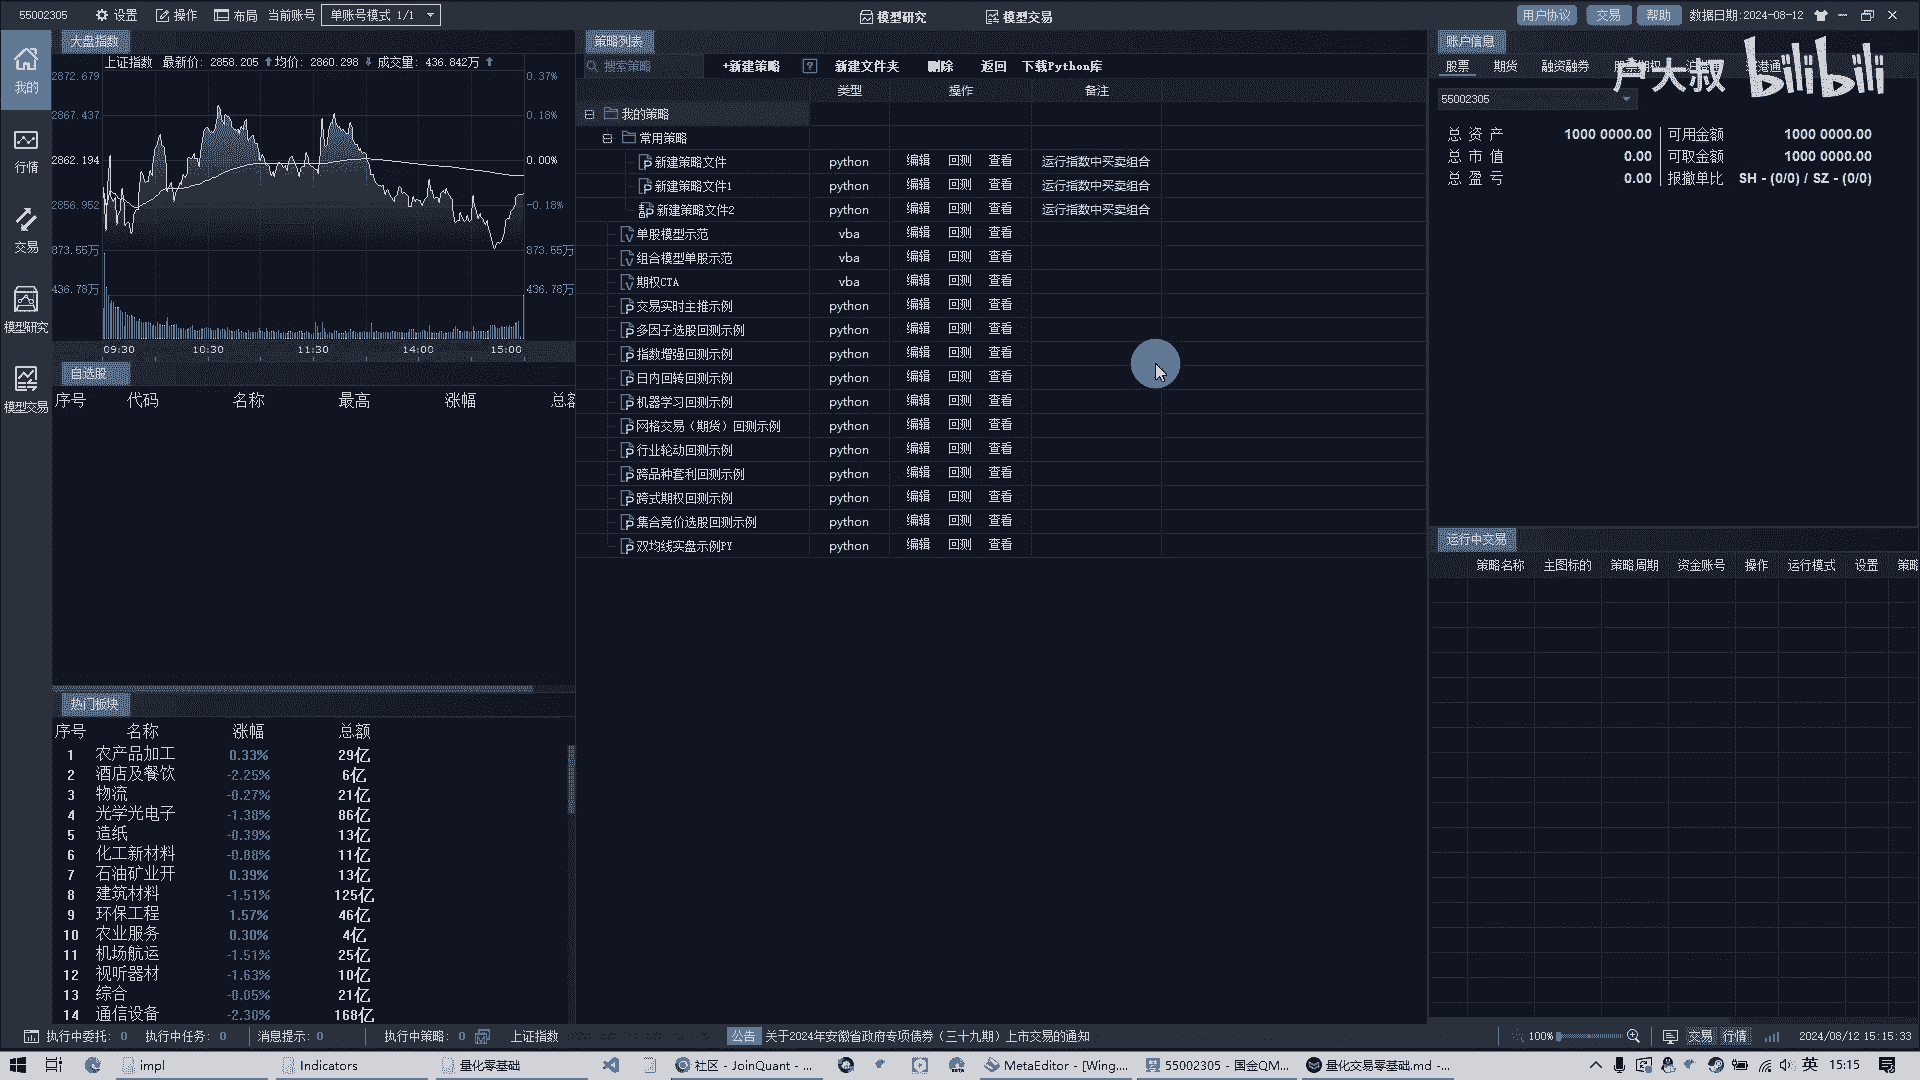 55002305 设置 操作 布局 当前账号 单账号模式 1/1 模型研究 模型交易 用户协议 交易 帮助 数据日期:2024-08-12
我的
行情
交易
模型研究
模型交易
大盘指数
上证指数 最新价: 2858.205 均价: 2860.298 成交量: 436.842万
2872.679 0.37%
2867.437 0.18%
2862.194 0.00%
2856.952 -0.18%
873.55万 873.55万
436.78万 436.78万
09:30 10:30 11:30 14:00 15:00
自选股
序号 代码 名称 最高 涨幅
热门板块
序号 名称 涨幅 总额
1 农产品加工 0.33% 29亿
2 酒店及餐饮 -2.25% 6亿
3 物流 -0.27% 21亿
4 光学光电子 -1.38% 86亿
5 造纸 -0.39% 13亿
6 化工新材料 -0.88% 11亿
7 石油矿业开 0.39% 13亿
8 建筑材料 -1.51% 125亿
9 环保工程 1.57% 46亿
10 农业服务 0.30% 4亿
11 机场航运 -1.51% 25亿
12 视听器材 -1.63% 10亿
13 综合 -0.05% 21亿
14 通信设备 -2.30% 168亿
策略列表
搜索策略 +新建策略 ? 新建文件夹 删除 返回 下载Python库
类型 操作 备注
我的策略
常用策略
新建策略文件 python 编辑 回测 查看 运行指数中买卖组合
新建策略文件1 python 编辑 回测 查看 运行指数中买卖组合
新建策略文件2 python 编辑 回测 查看 运行指数中买卖组合
单股模型示范 vba 编辑 回测 查看
组合模型单股示范 vba 编辑 回测 查看
期权CTA vba 编辑 回测 查看
交易实时主推示例 python 编辑 回测 查看
多因子选股回测示例 python 编辑 回测 查看
指数增强回测示例 python 编辑 回测 查看
日内回转回测示例 python 编辑 回测 查看
机器学习回测示例 python 编辑 回测 查看
网格交易（期货）回测示例 python 编辑 回测 查看
行业轮动回测示例 python 编辑 回测 查看
跨品种套利回测示例 python 编辑 回测 查看
跨式期权回测示例 python 编辑 回测 查看
集合竞价选股回测示例 python 编辑 回测 查看
双均线实盘示例PY python 编辑 回测 查看
账户信息
股票 期货 融资融券
户大叔 bilibili
55002305
总资产 1000 0000.00 可用金额 1000 0000.00
总市值 0.00 可取金额 1000 0000.00
总盈亏 0.00 报撤单比 SH - (0/0) / SZ - (0/0)
运行中交易
策略名称 主图标的 策略周期 资金账号 操作 运行模式 设置
执行中委托: 0 执行中任务: 0 消息提示: 0 执行中策略: 0 上证指数 公告 关于2024年安徽省政府专项债券（三十九期）上市交易的通知 100% 交易 行情 2024/08/12 15:15:33
impl Indicators 量化零基础 社区 - JoinQuant - ... MetaEditor - [Wing.... 55002305 - 国金QM... 量化交易零基础.md -... 英 15:15